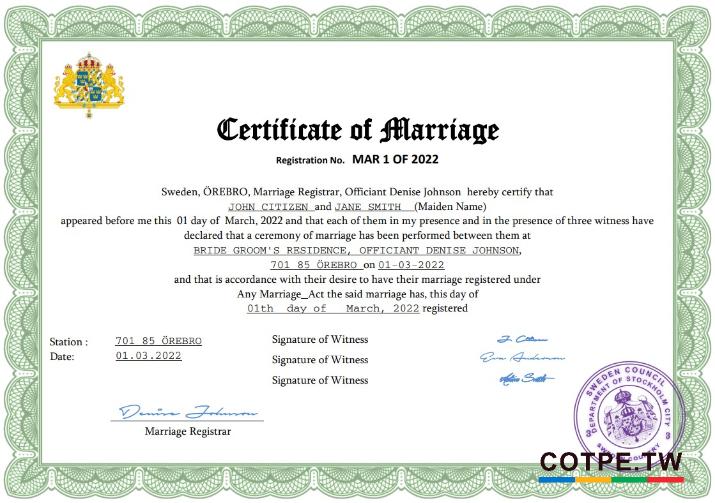 Certificate of Marriage
Registration No. MAR 1 OF 2022
Sweden, ÖREBRO, Marriage Registrar, Officiant Denise Johnson hereby certify that
JOHN CITIZEN and JANE SMITH (Maiden Name)
appeared before me this 01 day of March, 2022 and that each of them in my presence and in the presence of three witness have
declared that a ceremony of marriage has been performed between them at
BRIDE GROOM'S RESIDENCE, OFFICIANT DENISE JOHNSON,
701 85 ÖREBRO on 01-03-2022
and that is accordance with their desire to have their marriage registered under
Any Marriage_Act the said marriage has, this day of
01th day of March, 2022 registered
Station : 701 85 ÖREBRO
Date: 01.03.2022
Signature of Witness J. Citizen
Signature of Witness Eva Anderson
Signature of Witness Smith
Denise Johnson
Marriage Registrar
SWEDEN COUNCIL
DEPARTMENT OF STOCKHOLM CITY
SWEDEN COUNTRY
COTPE.TW